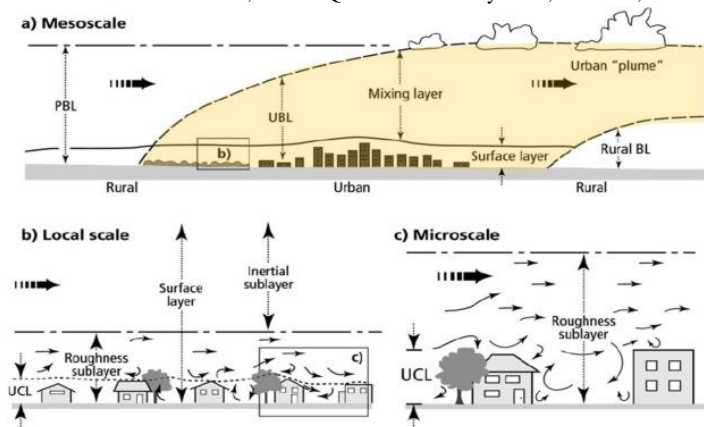 a) Mesoscale
Urban "plume"
PBL
Mixing layer
UBL
b)
Surface layer
Rural BL
Rural
Urban
Rural
b) Local scale
Inertial
sublayer
Surface
layer
Roughness
sublayer
UCL
c)
c) Microscale
Roughness
sublayer
UCL